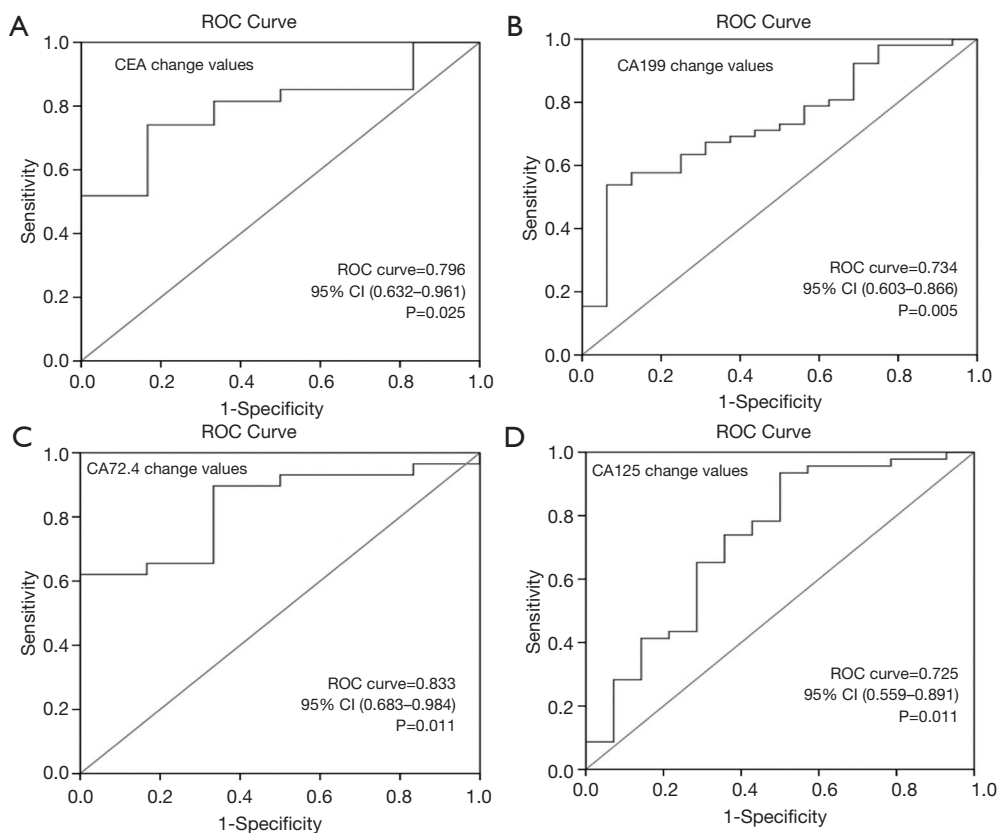 A
ROC Curve
CEA change values
1.0
0.8
0.6
0.4
0.2
0.0
Sensitivity
ROC curve=0.796
95% CI (0.632–0.961)
P=0.025
0.0 0.2 0.4 0.6 0.8 1.0
1-Specificity
B
ROC Curve
CA199 change values
1.0
0.8
0.6
0.4
0.2
0.0
Sensitivity
ROC curve=0.734
95% CI (0.603–0.866)
P=0.005
0.0 0.2 0.4 0.6 0.8 1.0
1-Specificity
C
ROC Curve
CA72.4 change values
1.0
0.8
0.6
0.4
0.2
0.0
Sensitivity
ROC curve=0.833
95% CI (0.683–0.984)
P=0.011
0.0 0.2 0.4 0.6 0.8 1.0
1-Specificity
D
ROC Curve
CA125 change values
1.0
0.8
0.6
0.4
0.2
0.0
Sensitivity
ROC curve=0.725
95% CI (0.559–0.891)
P=0.011
0.0 0.2 0.4 0.6 0.8 1.0
1-Specificity